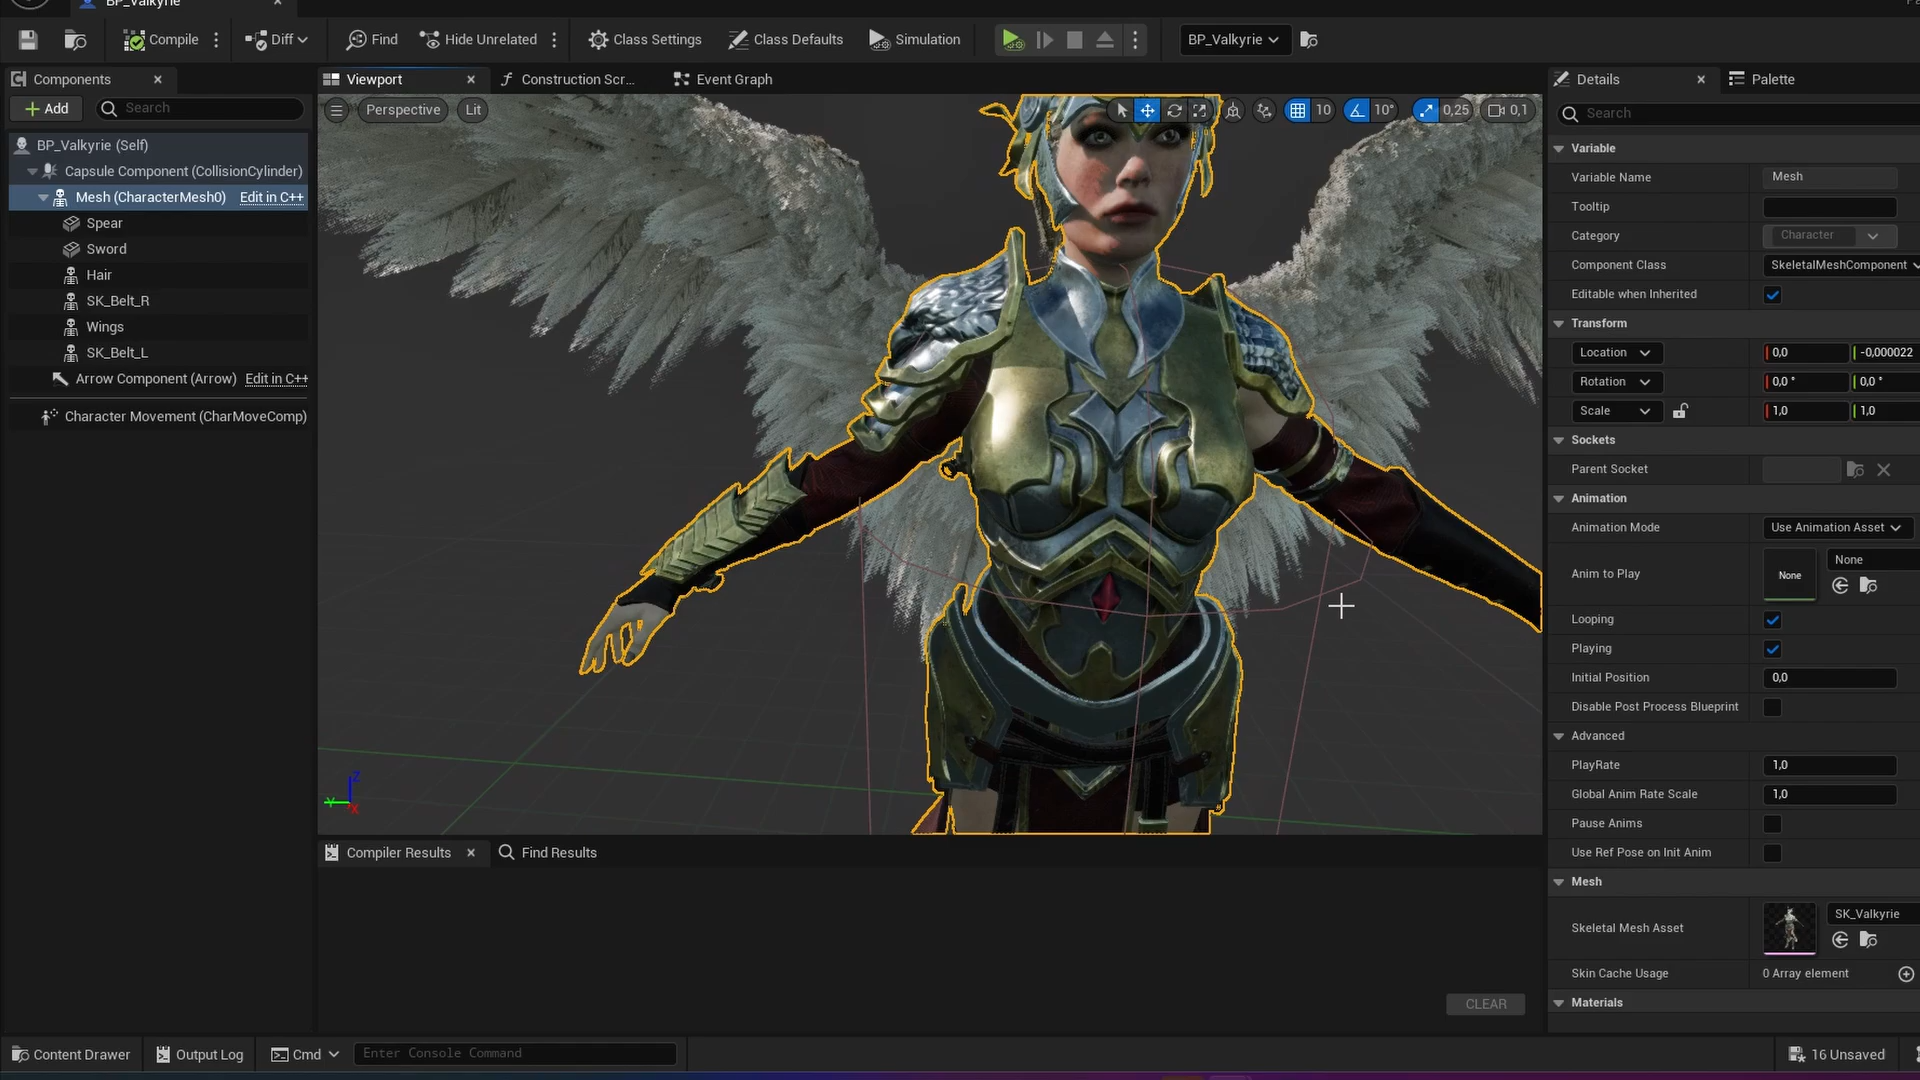 BP_Valkyrie
Compile
Diff
Find
Hide Unrelated
Class Settings
Class Defaults
Simulation
BP_Valkyrie
Components
Add
Search
BP_Valkyrie (Self)
Capsule Component (CollisionCylinder)
Mesh (CharacterMesh0) Edit in C++
Spear
Sword
Hair
SK_Belt_R
Wings
SK_Belt_L
Arrow Component (Arrow) Edit in C++
Character Movement (CharMoveComp)
Viewport
Construction Scr...
Event Graph
Perspective
Lit
10
10°
0,25
0,1
Z
Y
X
Compiler Results
Find Results
CLEAR
Details
Palette
Search
Variable
Variable Name Mesh
Tooltip
Category Character
Component Class SkeletalMeshComponent
Editable when Inherited
Transform
Location 0,0 -0,000022
Rotation 0,0 ° 0,0 °
Scale 1,0 1,0
Sockets
Parent Socket
Animation
Animation Mode Use Animation Asset
Anim to Play None None
Looping
Playing
Initial Position 0,0
Disable Post Process Blueprint
Advanced
PlayRate 1,0
Global Anim Rate Scale 1,0
Pause Anims
Use Ref Pose on Init Anim
Mesh
Skeletal Mesh Asset SK_Valkyrie
Skin Cache Usage 0 Array element
Materials
Content Drawer
Output Log
Cmd
Enter Console Command
16 Unsaved